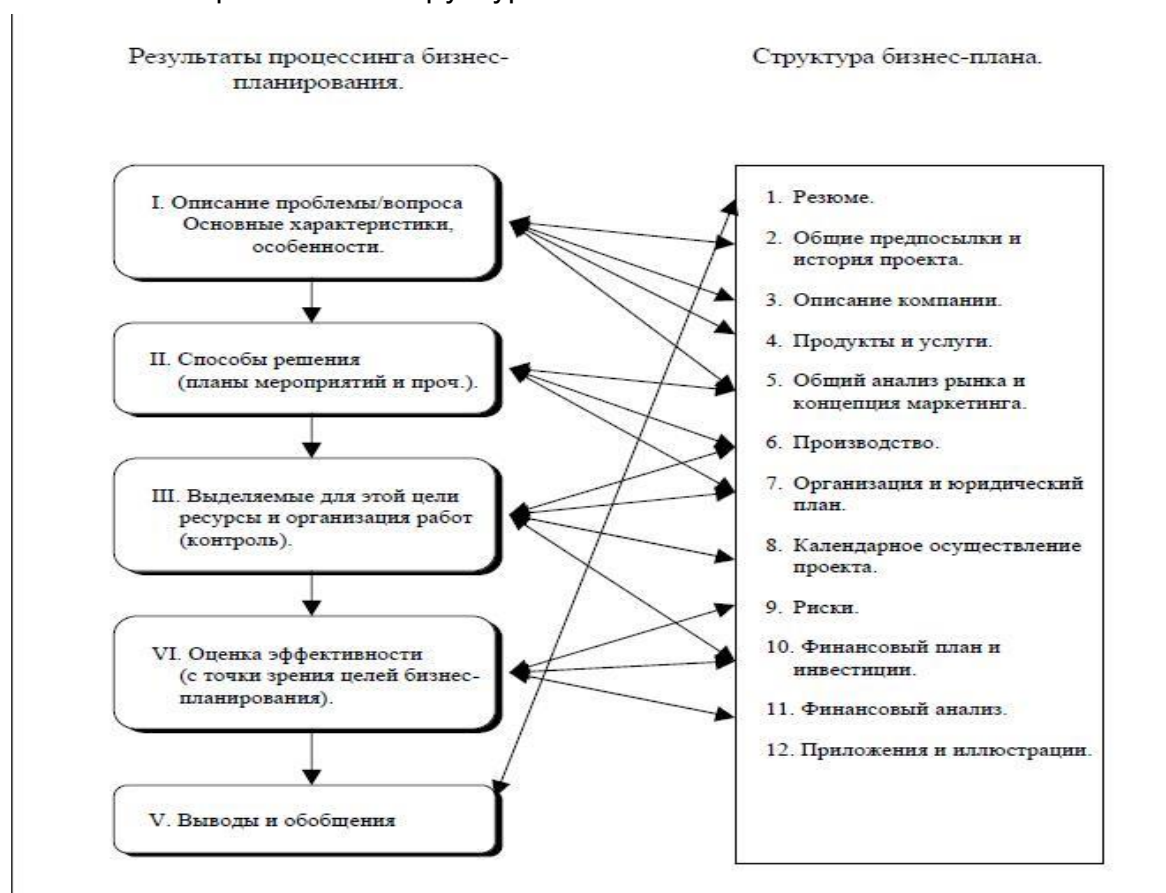 Результаты процессинга бизнес-
планирования.
Структура бизнес-плана.
I. Описание проблемы/вопроса
Основные характеристики,
особенности.
II. Способы решения
(планы мероприятий и проч.).
III. Выделяемые для этой цели
ресурсы и организация работ
(контроль).
VI. Оценка эффективности
(с точки зрения целей бизнес-
планирования).
V. Выводы и обобщения
1. Резюме.
2. Общие предпосылки и
история проекта.
3. Описание компании.
4. Продукты и услуги.
5. Общий анализ рынка и
концепция маркетинга.
6. Производство.
7. Организация и юридический
план.
8. Календарное осуществление
проекта.
9. Риски.
10. Финансовый план и
инвестиции.
11. Финансовый анализ.
12. Приложения и иллюстрации.